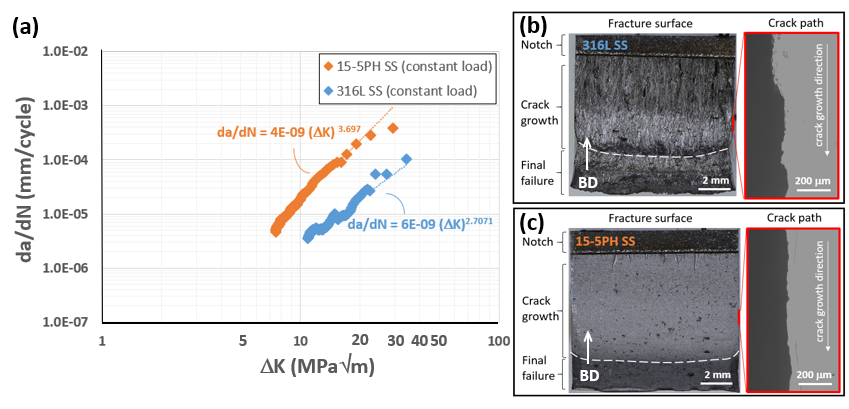 (a)
1.0E-02
1.0E-03
1.0E-04
1.0E-05
1.0E-06
1.0E-07
da/dN (mm/cycle)
15-5PH SS (constant load)
316L SS (constant load)
da/dN = 4E-09 (ΔK) 3.697
da/dN = 6E-09 (ΔK)2.7071
1 5 10 20 30 40 50 100
ΔK (MPa√m)
(b)
Fracture surface
Crack path
Notch
316L SS
Crack
growth
Final
failure
BD
2 mm
crack growth direction
200 µm
(c)
Fracture surface
Crack path
Notch
15-5PH SS
Crack
growth
Final
failure
BD
2 mm
crack growth direction
200 µm